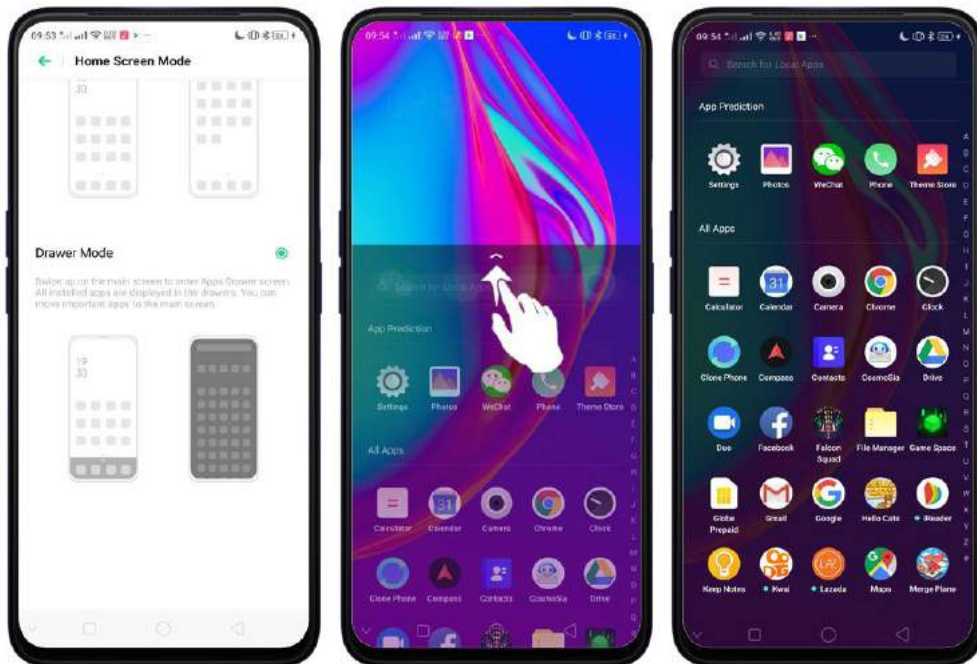 09:53
Home Screen Mode
Drawer Mode
Swipe up on the main screen to enter Apps Drawer screen.
All installed apps are displayed in the drawers. You can
move important apps to the main screen.
09:54
App Prediction
Settings Photos WeChat Phone Theme Store
All Apps
Calculator Calendar Camera Chrome Clock
Clone Phone Compass Contacts CosmoSia Drive
09:54
Search for Local Apps
App Prediction
Settings Photos WeChat Phone Theme Store
All Apps
Calculator Calendar Camera Chrome Clock
Clone Phone Compass Contacts CosmoSia Drive
Duo Facebook Falcon Squad File Manager Game Space
Globe Prepaid Gmail Google Hello Cats iReader
Keep Notes Kwai Lazada Maps Merge Plane